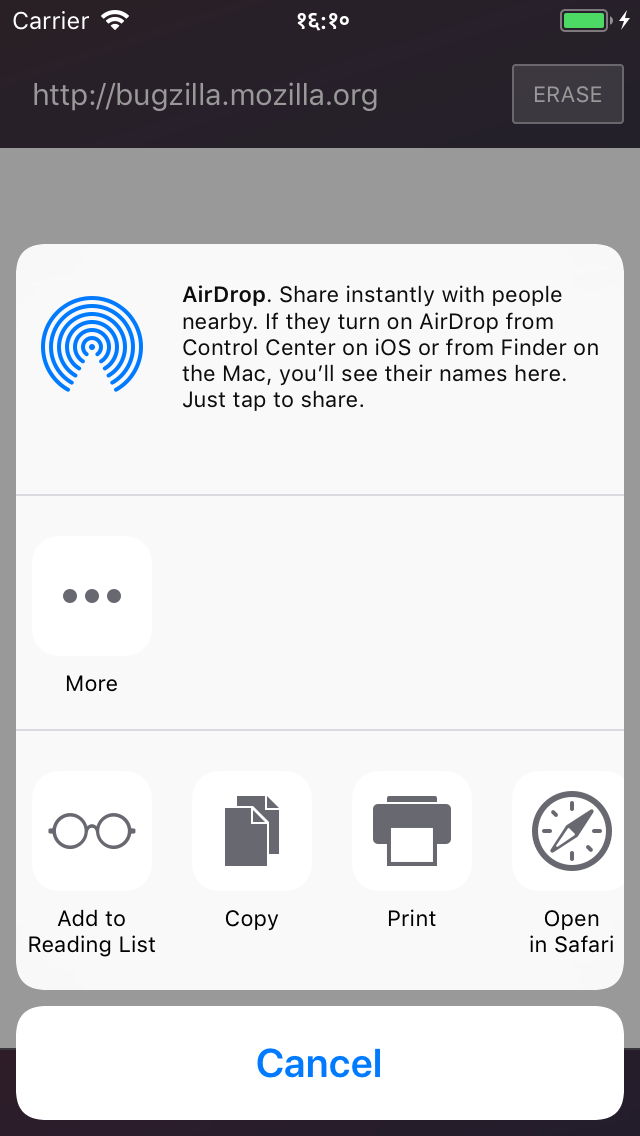 Carrier १६:१०
http://bugzilla.mozilla.org ERASE
AirDrop. Share instantly with people
nearby. If they turn on AirDrop from
Control Center on iOS or from Finder on
the Mac, you’ll see their names here.
Just tap to share.
More
Add to
Reading List
Copy
Print
Open
in Safari
Cancel